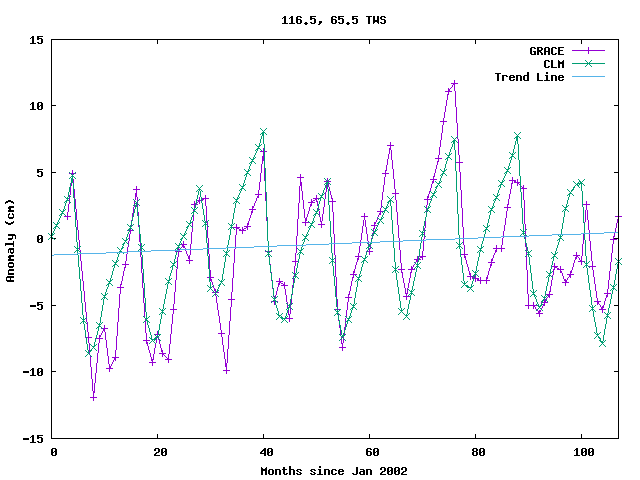 116.5, 65.5 TWS
GRACE
CLM
Trend Line
15
10
5
0
-5
-10
-15
Anomaly (cm)
0 20 40 60 80 100
Months since Jan 2002